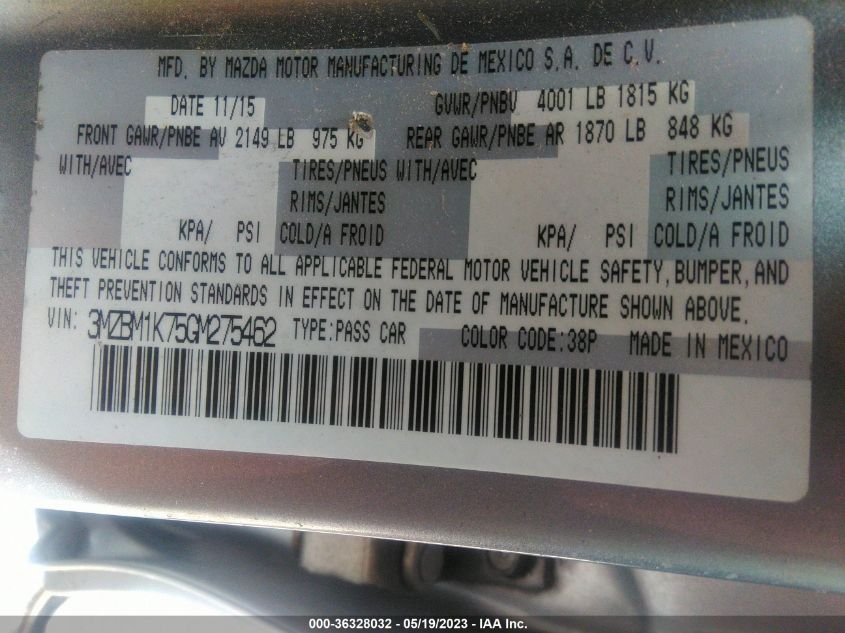 MFD. BY MAZDA MOTOR MANUFACTURING DE MEXICO S.A. DE C.V.
DATE 11/15 GVWR/PNBV 4001 LB 1815 KG
FRONT GAWR/PNBE AV 2149 LB 975 KG REAR GAWR/PNBE AR 1870 LB 848 KG
WITH/AVEC TIRES/PNEUS WITH/AVEC TIRES/PNEUS
RIMS/JANTES RIMS/JANTES
KPA/ PSI COLD/A FROID KPA/ PSI COLD/A FROID
THIS VEHICLE CONFORMS TO ALL APPLICABLE FEDERAL MOTOR VEHICLE SAFETY, BUMPER, AND
THEFT PREVENTION STANDARDS IN EFFECT ON THE DATE OF MANUFACTURE SHOWN ABOVE.
VIN: 3MZBM1K75GM275462 TYPE:PASS CAR COLOR CODE:38P MADE IN MEXICO
000-36328032 - 05/19/2023 - IAA Inc.